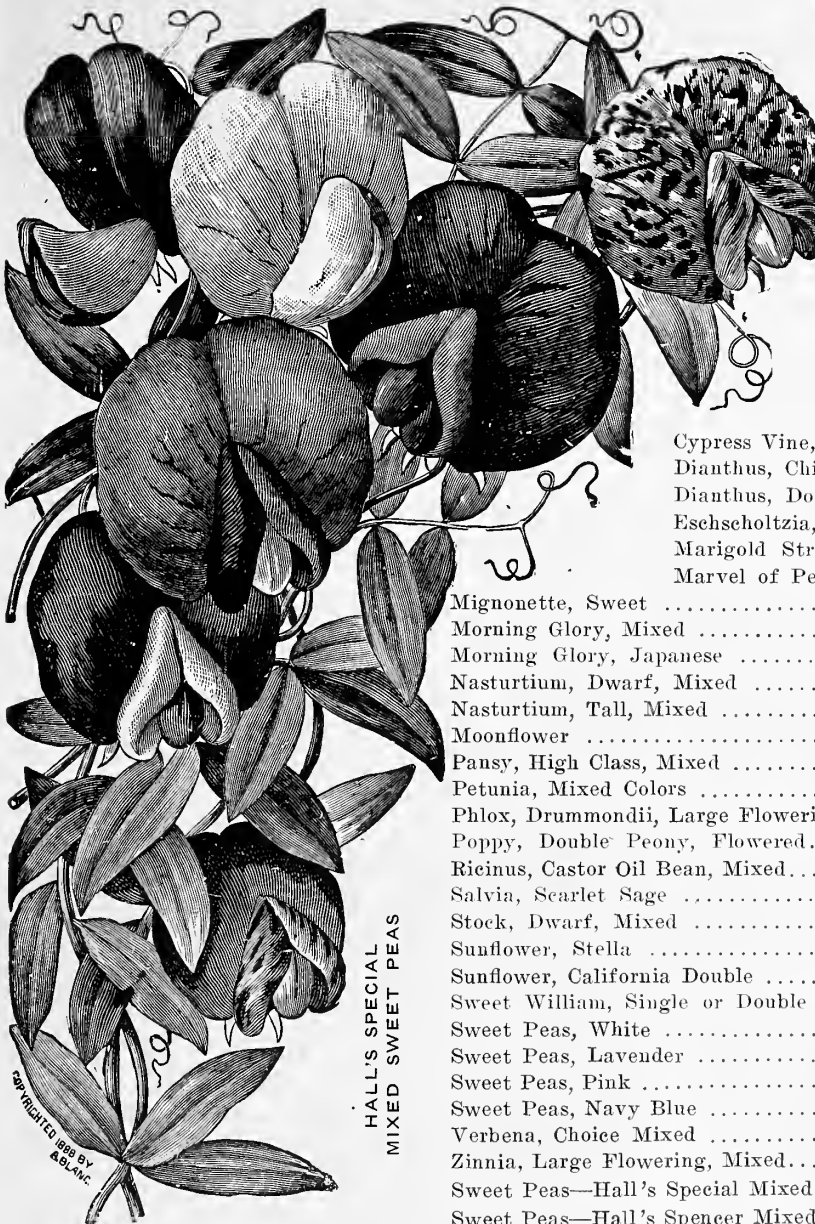 Cypress Vine,
Dianthus, Chi
Dianthus, Do
Eschscholtzia,
Marigold Str
Marvel of Pe
Mignonette, Sweet ..............
Morning Glory, Mixed ...........
Morning Glory, Japanese ........
Nasturtium, Dwarf, Mixed ......
Nasturtium, Tall, Mixed .........
Moonflower .....................
Pansy, High Class, Mixed ........
Petunia, Mixed Colors ...........
Phlox, Drummondii, Large Floweri
Poppy, Double Peony, Flowered.
Ricinus, Castor Oil Bean, Mixed...
Salvia, Scarlet Sage .............
Stock, Dwarf, Mixed ............
Sunflower, Stella ................
Sunflower, California Double .....
Sweet William, Single or Double
Sweet Peas, White ...............
Sweet Peas, Lavender ...........
Sweet Peas, Pink .................
Sweet Peas, Navy Blue ..........
Verbena, Choice Mixed ..........
Zinnia, Large Flowering, Mixed...
Sweet Peas—Hall's Special Mixed
Sweet Peas—Hall's Spencer Mixed
HALL'S SPECIAL
MIXED SWEET PEAS
COPYRIGHTED 1888 BY
A. BLANC.